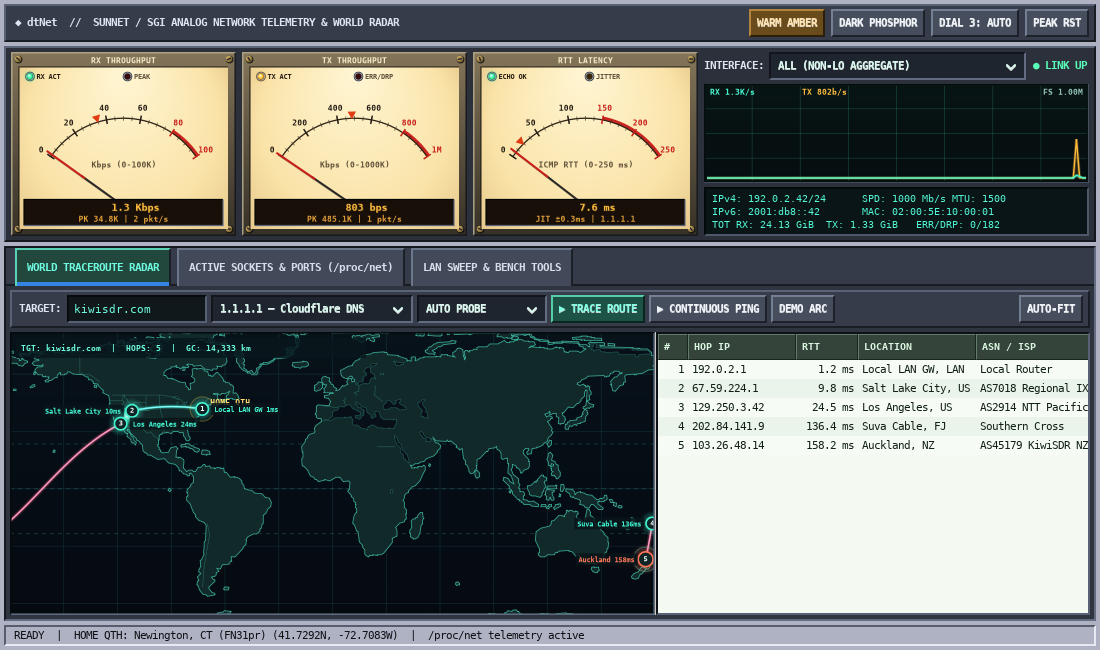 ◆ dtNet // SUNNET / SGI ANALOG NETWORK TELEMETRY & WORLD RADAR
WARM AMBER
DARK PHOSPHOR
DIAL 3: AUTO
PEAK RST
RX THROUGHPUT
RX ACT
PEAK
0
20
40
60
80
100
Kbps (0-100K)
1.3 Kbps
PK 34.8K | 2 pkt/s
TX THROUGHPUT
TX ACT
ERR/DRP
0
200
400
600
800
1M
Kbps (0-1000K)
803 bps
PK 485.1K | 1 pkt/s
RTT LATENCY
ECHO OK
JITTER
0
50
100
150
200
250
ICMP RTT (0-250 ms)
7.6 ms
JIT ±0.3ms | 1.1.1.1
INTERFACE:
ALL (NON-LO AGGREGATE)
● LINK UP
RX 1.3K/s
TX 802b/s
FS 1.00M
IPv4: 192.0.2.42/24 SPD: 1000 Mb/s MTU: 1500
IPv6: 2001:db8::42 MAC: 02:00:5E:10:00:01
TOT RX: 24.13 GiB TX: 1.33 GiB ERR/DRP: 0/182
WORLD TRACEROUTE RADAR
ACTIVE SOCKETS & PORTS (/proc/net)
LAN SWEEP & BENCH TOOLS
TARGET:
kiwisdr.com
1.1.1.1 — Cloudflare DNS
AUTO PROBE
▶ TRACE ROUTE
▶ CONTINUOUS PING
DEMO ARC
AUTO-FIT
TGT: kiwisdr.com | HOPS: 5 | GC: 14,333 km
Salt Lake City 10ms
2
1
Local LAN GW 1ms
3
Los Angeles 24ms
Suva Cable 136ms
4
Auckland 158ms
5
# HOP IP RTT LOCATION ASN / ISP
1 192.0.2.1 1.2 ms Local LAN GW, LAN Local Router
2 67.59.224.1 9.8 ms Salt Lake City, US AS7018 Regional IX
3 129.250.3.42 24.5 ms Los Angeles, US AS2914 NTT Pacific
4 202.84.141.9 136.4 ms Suva Cable, FJ Southern Cross
5 103.26.48.14 158.2 ms Auckland, NZ AS45179 KiwiSDR NZ
READY | HOME QTH: Newington, CT (FN31pr) (41.7292N, -72.7083W) | /proc/net telemetry active